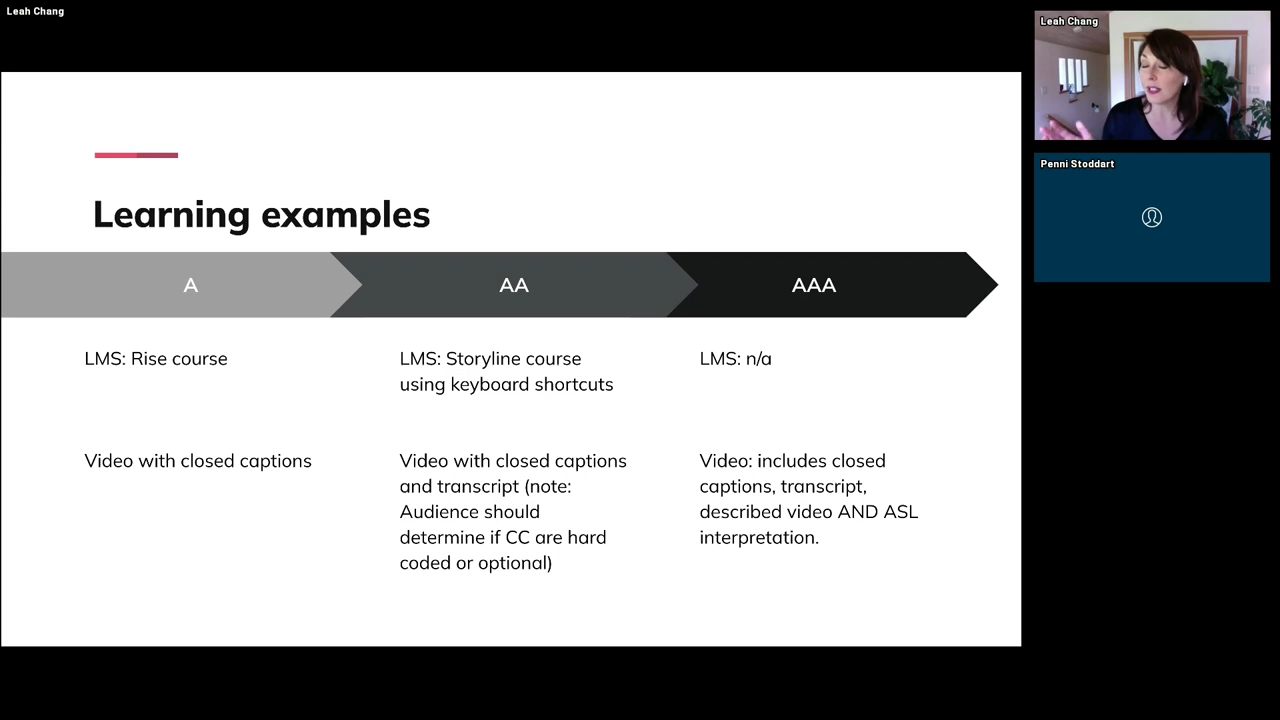 Leah Chang
Leah Chang
Penni Stoddart
Learning examples
A
AA
AAA
LMS: Rise course
LMS: Storyline course
using keyboard shortcuts
LMS: n/a
Video with closed captions
Video with closed captions
and transcript (note:
Audience should
determine if CC are hard
coded or optional)
Video: includes closed
captions, transcript,
described video AND ASL
interpretation.